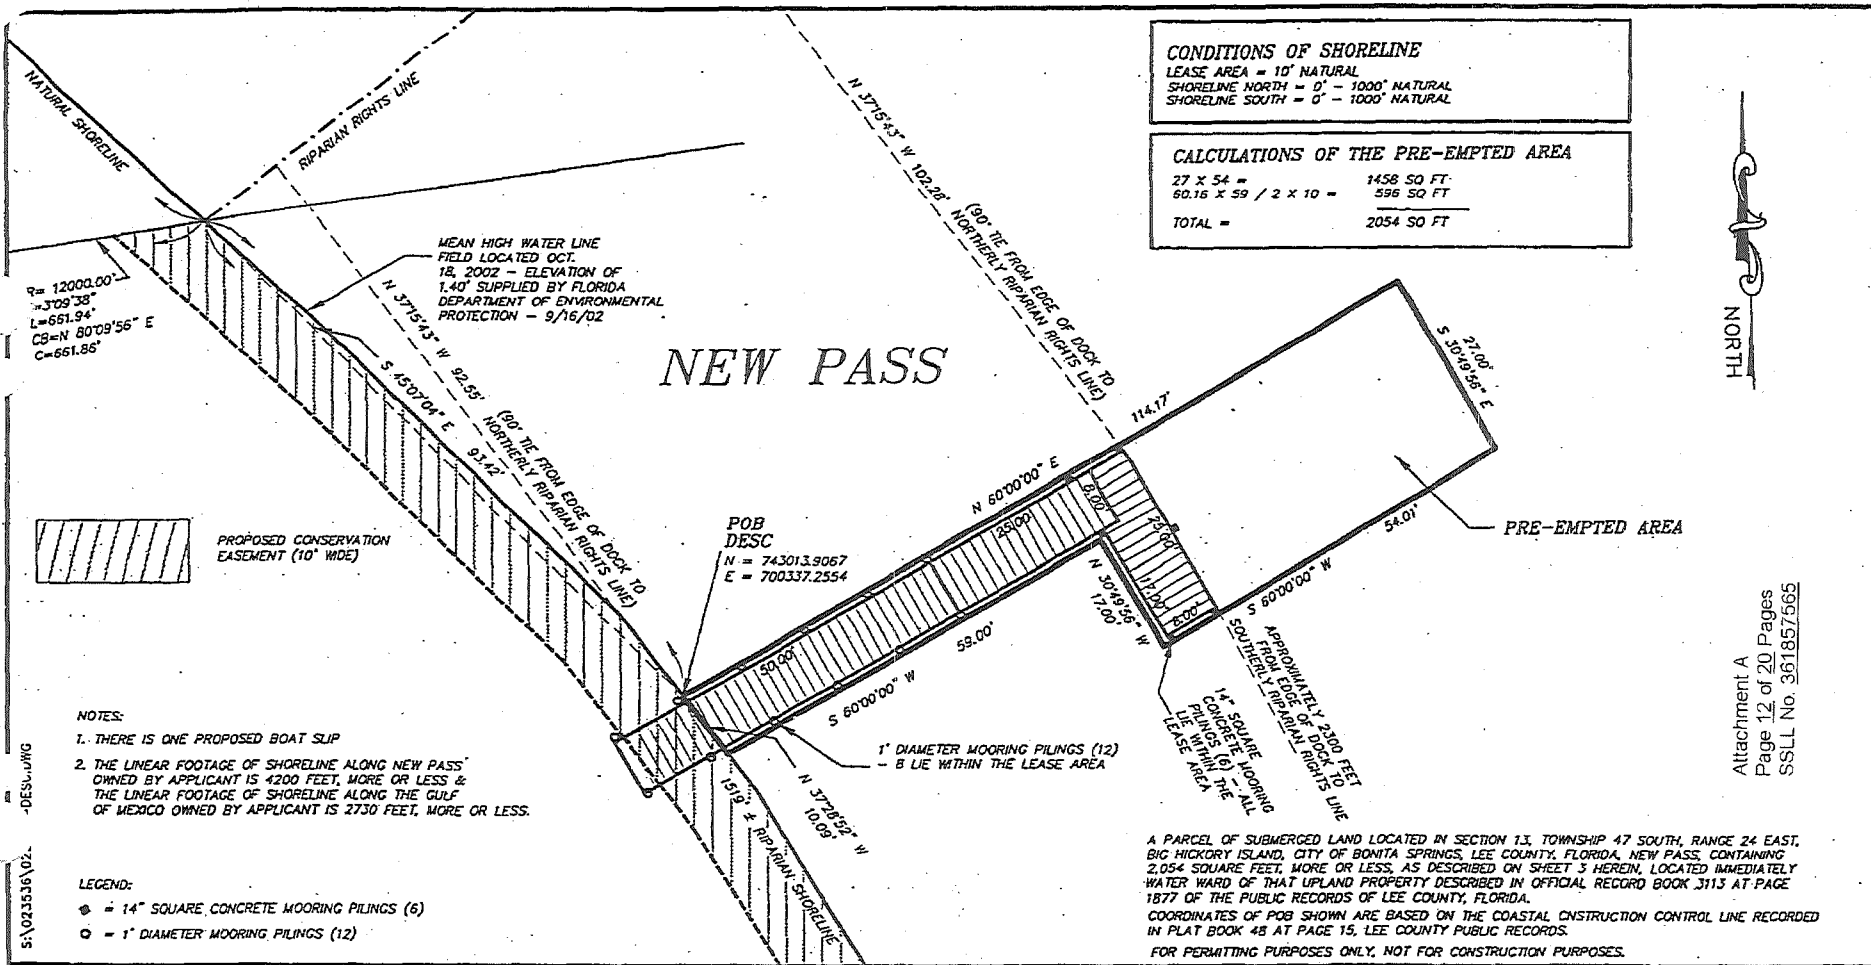 CONDITIONS OF SHORELINE
LEASE AREA = 10' NATURAL
SHORELINE NORTH = 0' - 1000' NATURAL
SHORELINE SOUTH = 0' - 1000' NATURAL
CALCULATIONS OF THE PRE-EMPTED AREA
27 X 54 = 1458 SQ FT
60.16 X 59 / 2 X 10 = 596 SQ FT
TOTAL = 2054 SQ FT
NORTH
NATURAL SHORELINE
RIPARIAN RIGHTS LINE
R= 12000.00'
=3°09'38"
L=661.94'
CB=N 80°09'56" E
C=661.86'
MEAN HIGH WATER LINE
FIELD LOCATED OCT.
18, 2002 - ELEVATION OF
1.40' SUPPLIED BY FLORIDA
DEPARTMENT OF ENVIRONMENTAL
PROTECTION - 9/16/02
N 37°15'43" W 92.55'
(90° TIE FROM EDGE OF DOCK TO
NORTHERLY RIPARIAN RIGHTS LINE)
N 37°15'43" W 102.28'
(90° TIE FROM EDGE OF DOCK TO
NORTHERLY RIPARIAN RIGHTS LINE)
S 45°07'04" E
93.42'
NEW PASS
114.17'
27.00'
S 30°49'56" E
N 60°00'00" E
PRE-EMPTED AREA
54.01'
S 60°00'00" W
PROPOSED CONSERVATION
EASEMENT (10' WIDE)
POB
DESC
N = 743013.9067
E = 700337.2554
50.00'
25.00'
8.00'
25.00'
17.00'
8.00'
59.00'
S 60°00'00" W
N 30°49'56" W
17.00'
1' DIAMETER MOORING PILINGS (12)
- 8 LIE WITHIN THE LEASE AREA
14" SQUARE
CONCRETE MOORING
PILINGS (6) - ALL
LIE WITHIN THE
LEASE AREA
APPROXIMATELY 2300 FEET
FROM EDGE OF DOCK TO
SOUTHERLY RIPARIAN RIGHTS LINE
N 37°28'52" W
10.09'
1519' ± RIPARIAN SHORELINE
NOTES:
1. THERE IS ONE PROPOSED BOAT SLIP
2. THE LINEAR FOOTAGE OF SHORELINE ALONG NEW PASS
OWNED BY APPLICANT IS 4200 FEET, MORE OR LESS &
THE LINEAR FOOTAGE OF SHORELINE ALONG THE GULF
OF MEXICO OWNED BY APPLICANT IS 2730 FEET, MORE OR LESS.
LEGEND:
= 14" SQUARE CONCRETE MOORING PILINGS (6)
= 1' DIAMETER MOORING PILINGS (12)
A PARCEL OF SUBMERGED LAND LOCATED IN SECTION 13, TOWNSHIP 47 SOUTH, RANGE 24 EAST,
BIG HICKORY ISLAND, CITY OF BONITA SPRINGS, LEE COUNTY, FLORIDA, NEW PASS, CONTAINING
2,054 SQUARE FEET, MORE OR LESS, AS DESCRIBED ON SHEET 3 HEREIN, LOCATED IMMEDIATELY
WATER WARD OF THAT UPLAND PROPERTY DESCRIBED IN OFFICIAL RECORD BOOK 3113 AT PAGE
1877 OF THE PUBLIC RECORDS OF LEE COUNTY, FLORIDA.
COORDINATES OF POB SHOWN ARE BASED ON THE COASTAL CNSTRUCTION CONTROL LINE RECORDED
IN PLAT BOOK 48 AT PAGE 15, LEE COUNTY PUBLIC RECORDS.
FOR PERMITTING PURPOSES ONLY, NOT FOR CONSTRUCTION PURPOSES.
Attachment A
Page 12 of 20 Pages
SSLL No. 361857565
S:\023536\02
-DESC.DWG